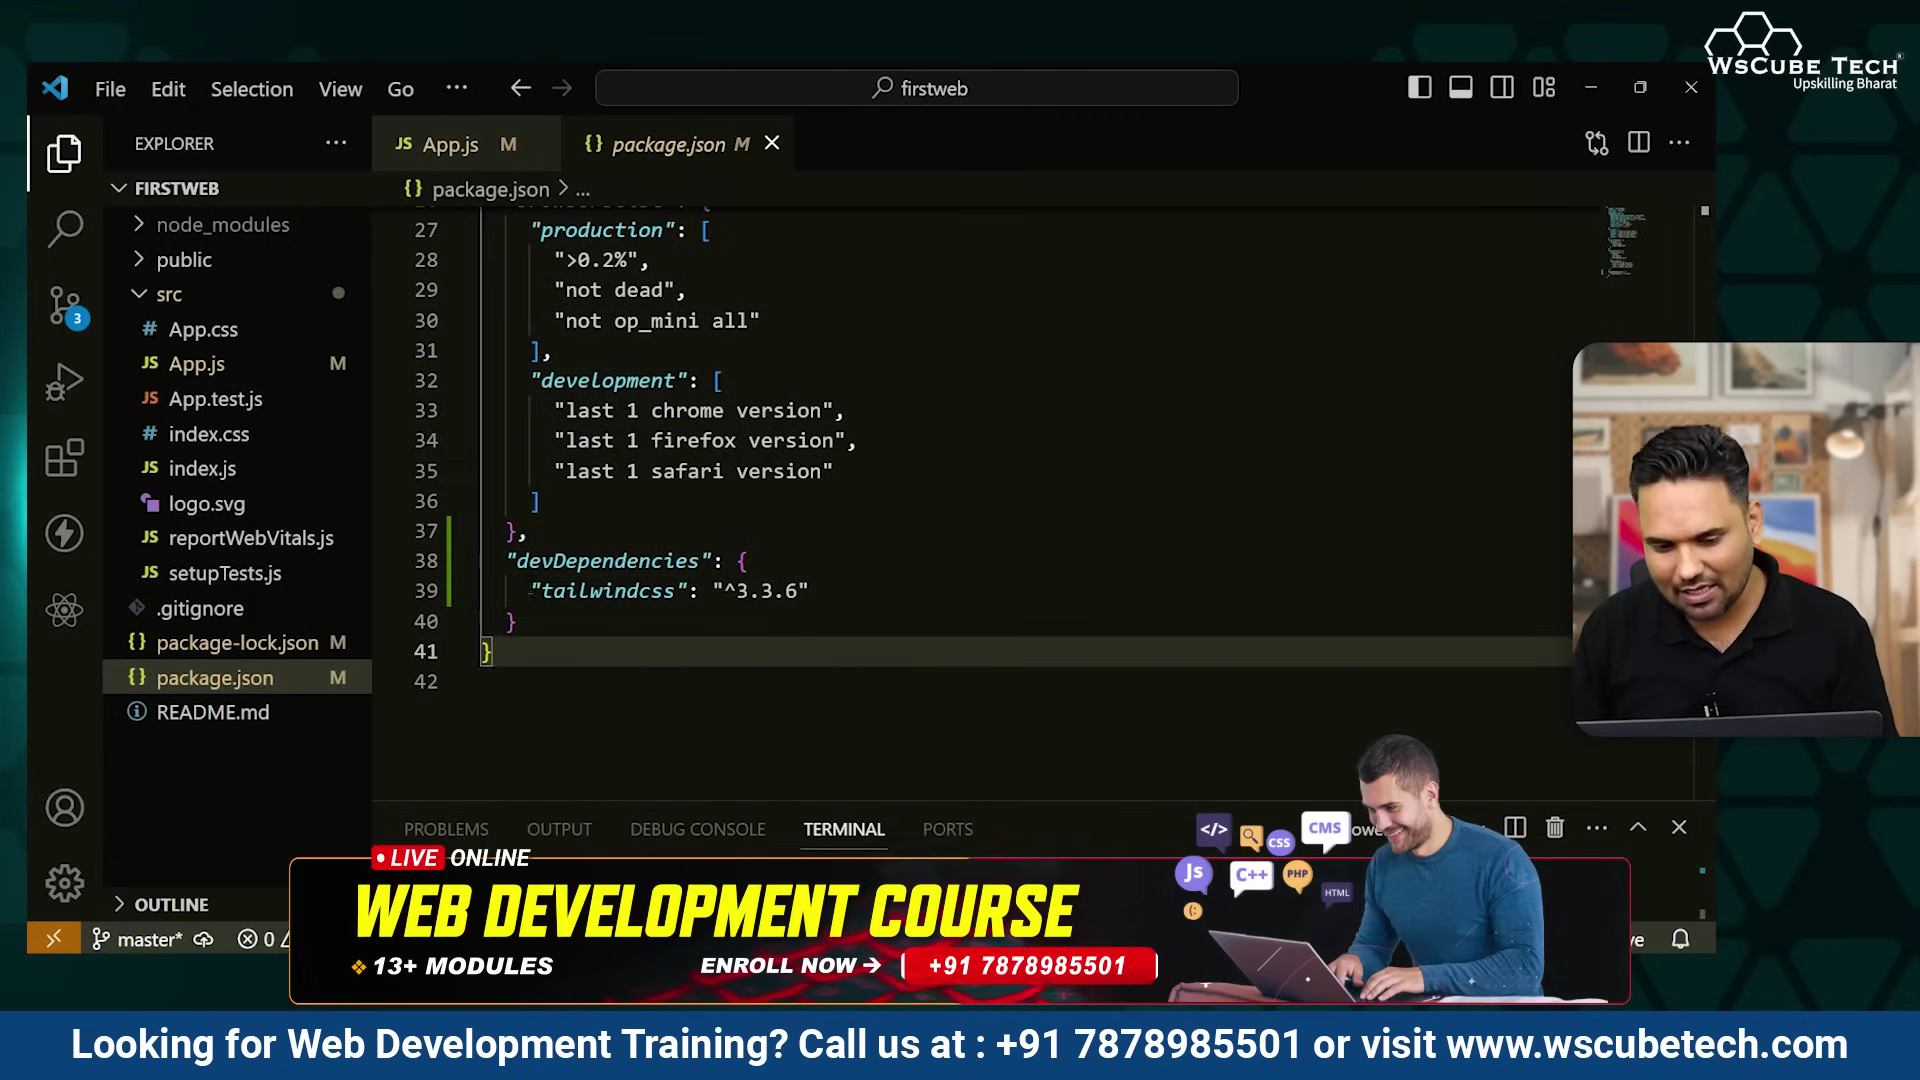 WsCube Tech
Upskilling Bharat
File Edit Selection View Go ··· firstweb
EXPLORER ···
JS App.js M
{} package.json M
FIRSTWEB
{} package.json > ...
node_modules
public
src
# App.css
JS App.js M
JS App.test.js
# index.css
JS index.js
logo.svg
JS reportWebVitals.js
JS setupTests.js
.gitignore
{} package-lock.json M
{} package.json M
README.md
3
27 "production": [
28 ">0.2%",
29 "not dead",
30 "not op_mini all"
31 ],
32 "development": [
33 "last 1 chrome version",
34 "last 1 firefox version",
35 "last 1 safari version"
36 ]
37 },
38 "devDependencies": {
39 "tailwindcss": "^3.3.6"
40 }
41 }
42
PROBLEMS OUTPUT DEBUG CONSOLE TERMINAL PORTS
OUTLINE
master* 0
• LIVE ONLINE
WEB DEVELOPMENT COURSE
13+ MODULES
ENROLL NOW → +91 7878985501
</>
CSS
CMS
Js
C++
PHP
HTML
Looking for Web Development Training? Call us at : +91 7878985501 or visit www.wscubetech.com